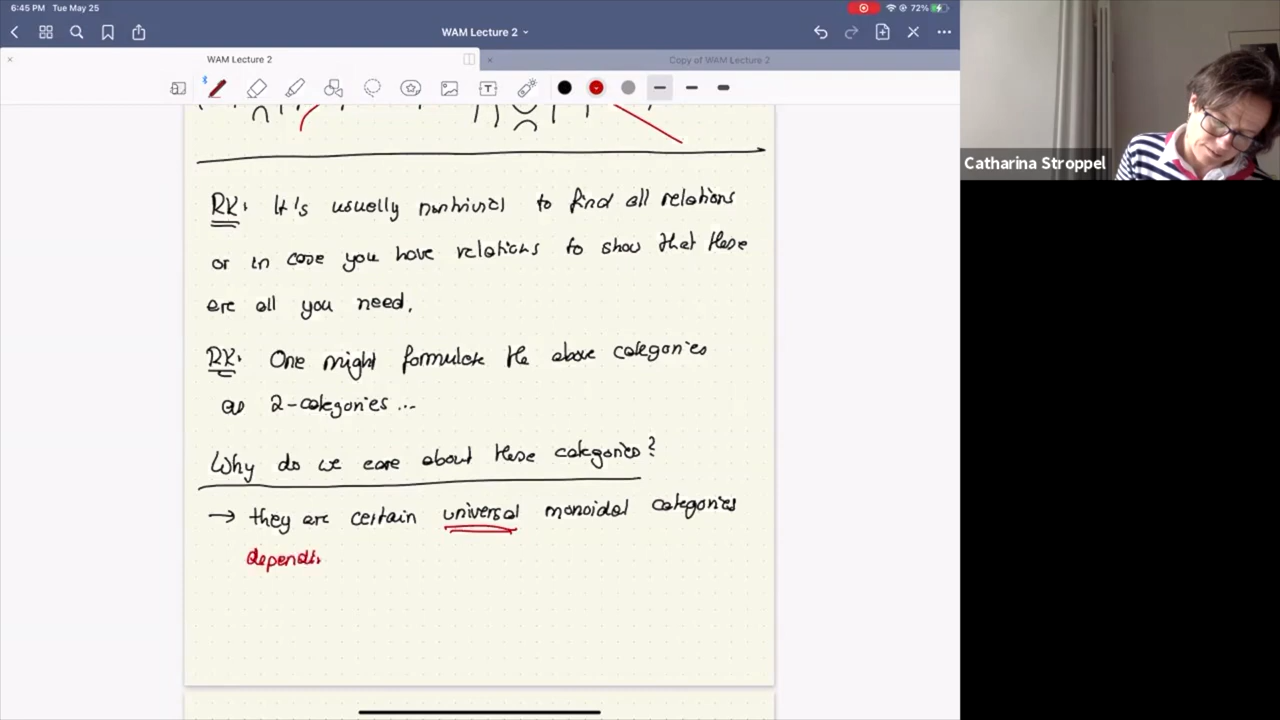 6:45 PM Tue May 25
72%
WAM Lecture 2
WAM Lecture 2
Copy of WAM Lecture 2
Catharina Stroppel
RK: It's usually nontrivial to find all relations
or in case you have relations to show that these
are all you need.
RK: One might formulate the above categories
as 2-categories...
Why do we care about these categories?
→ they are certain universal monoidal categories
dependi